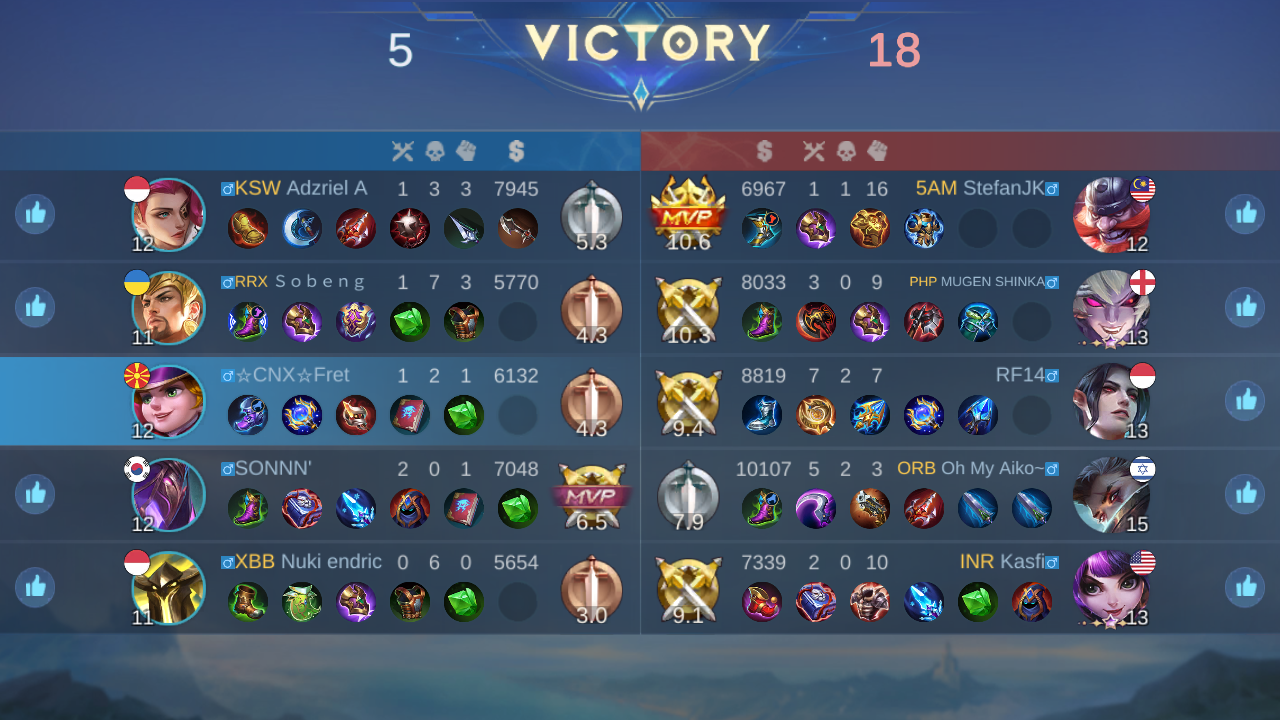 5 VICTORY 18
KSW Adzriel A 1 3 3 7945
12 5.3
MVP 10.6 6967 1 1 16 5AM StefanJK
12
RRX S o b e n g 1 7 3 5770
11 4.3
10.3 8033 3 0 9 PHP MUGEN SHINKA
13
☆CNX☆Fret 1 2 1 6132
12 4.3
9.4 8819 7 2 7 RF14
13
SONNN' 2 0 1 7048
12 MVP 6.5
7.9 10107 5 2 3 ORB Oh My Aiko~
15
XBB Nuki endric 0 6 0 5654
11 3.0
9.1 7339 2 0 10 INR Kasfi
13